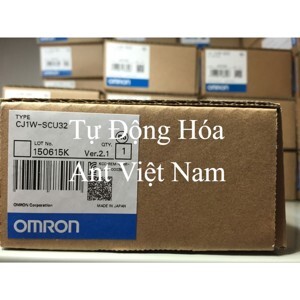 OMRON
TYPE
CJ1W-SCU32
LOT No.
QTY.
150615K
Ver.2.1
1
Tự Động Hóa
Ant Việt Nam
OMRON Corporation
MADE IN JAPAN
OMRON